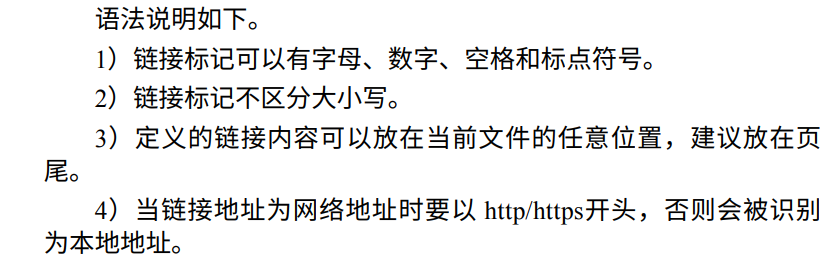 语法说明如下。
1）链接标记可以有字母、数字、空格和标点符号。
2）链接标记不区分大小写。
3）定义的链接内容可以放在当前文件的任意位置，建议放在页
尾。
4）当链接地址为网络地址时要以 http/https开头，否则会被识别
为本地地址。